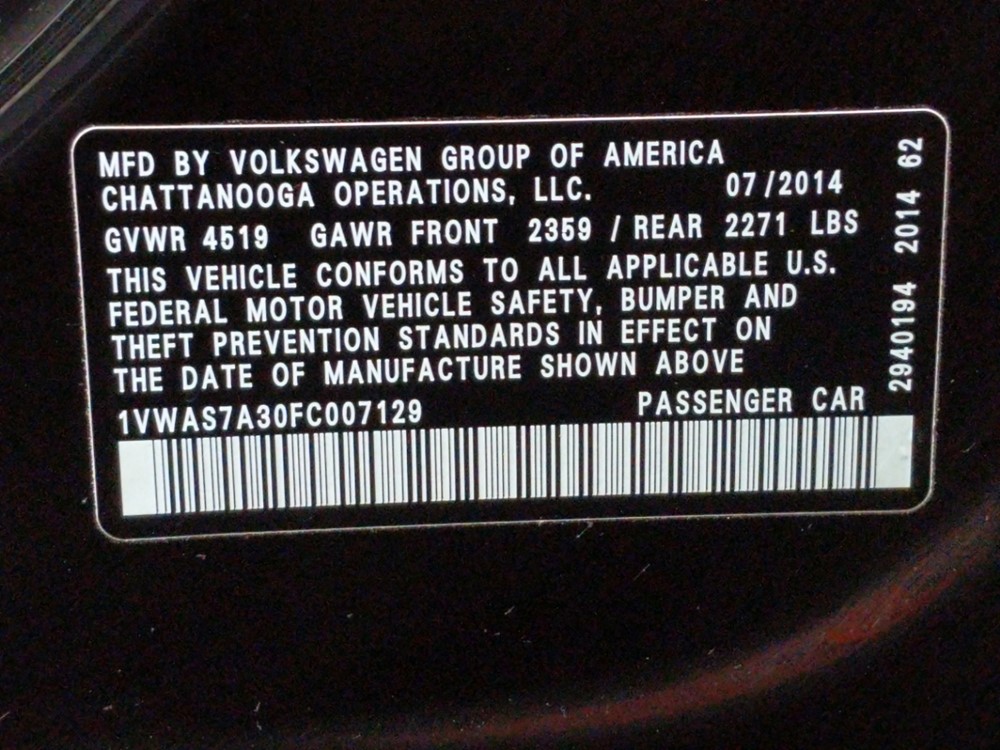 MFD BY VOLKSWAGEN GROUP OF AMERICA
CHATTANOOGA OPERATIONS, LLC. 07/2014
GVWR 4519 GAWR FRONT 2359 / REAR 2271 LBS
THIS VEHICLE CONFORMS TO ALL APPLICABLE U.S.
FEDERAL MOTOR VEHICLE SAFETY, BUMPER AND
THEFT PREVENTION STANDARDS IN EFFECT ON
THE DATE OF MANUFACTURE SHOWN ABOVE
1VWAS7A30FC007129 PASSENGER CAR
2940194 2014 62